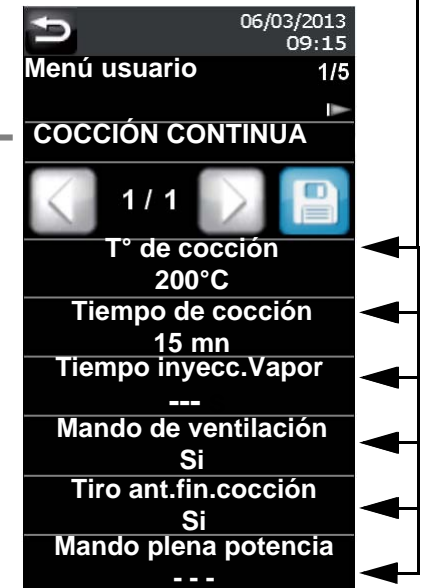 06/03/2013
09:15
Menú usuario 1/5
COCCIÓN CONTINUA
1 / 1
T° de cocción
200°C
Tiempo de cocción
15 mn
Tiempo inyecc.Vapor
---
Mando de ventilación
Si
Tiro ant.fin.cocción
Si
Mando plena potencia
- - -